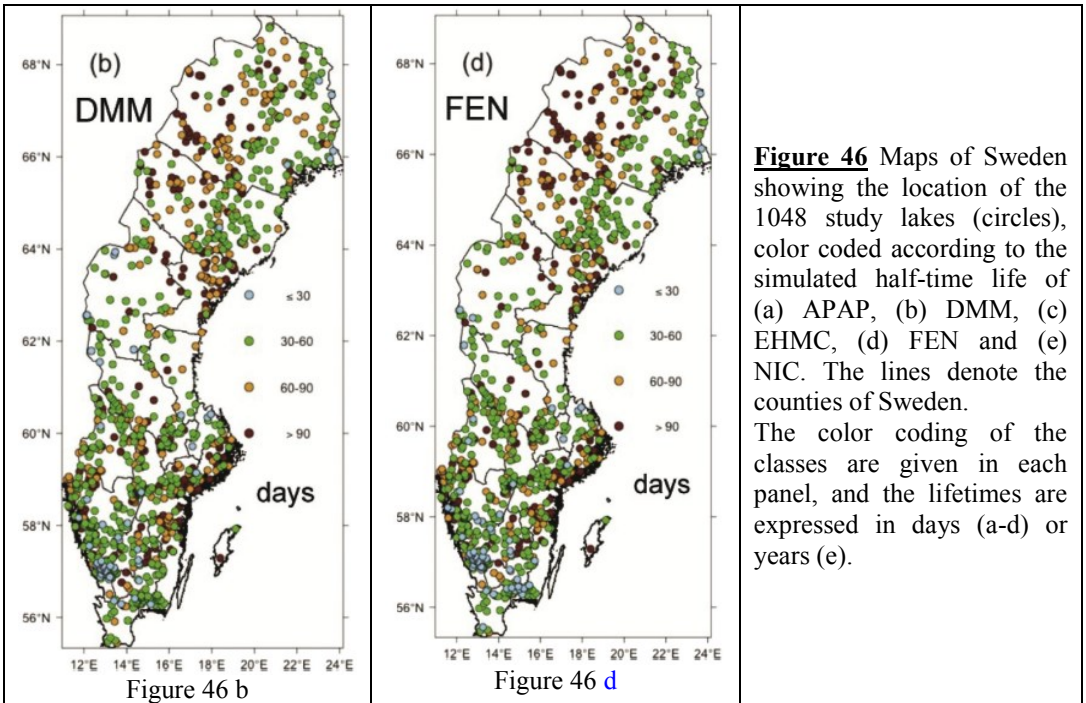 (b)
DMM
68°N
66°N
64°N
62°N
60°N
58°N
56°N
≤ 30
30-60
60-90
> 90
days
12°E 14°E 16°E 18°E 20°E 22°E 24°E
Figure 46 b
(d)
FEN
68°N
66°N
64°N
62°N
60°N
58°N
56°N
≤ 30
30-60
60-90
> 90
days
12°E 14°E 16°E 18°E 20°E 22°E 24°E
Figure 46 d
Figure 46 Maps of Sweden
showing the location of the
1048 study lakes (circles),
color coded according to the
simulated half-time life of
(a) APAP, (b) DMM, (c)
EHMC, (d) FEN and (e)
NIC. The lines denote the
counties of Sweden.
The color coding of the
classes are given in each
panel, and the lifetimes are
expressed in days (a-d) or
years (e).